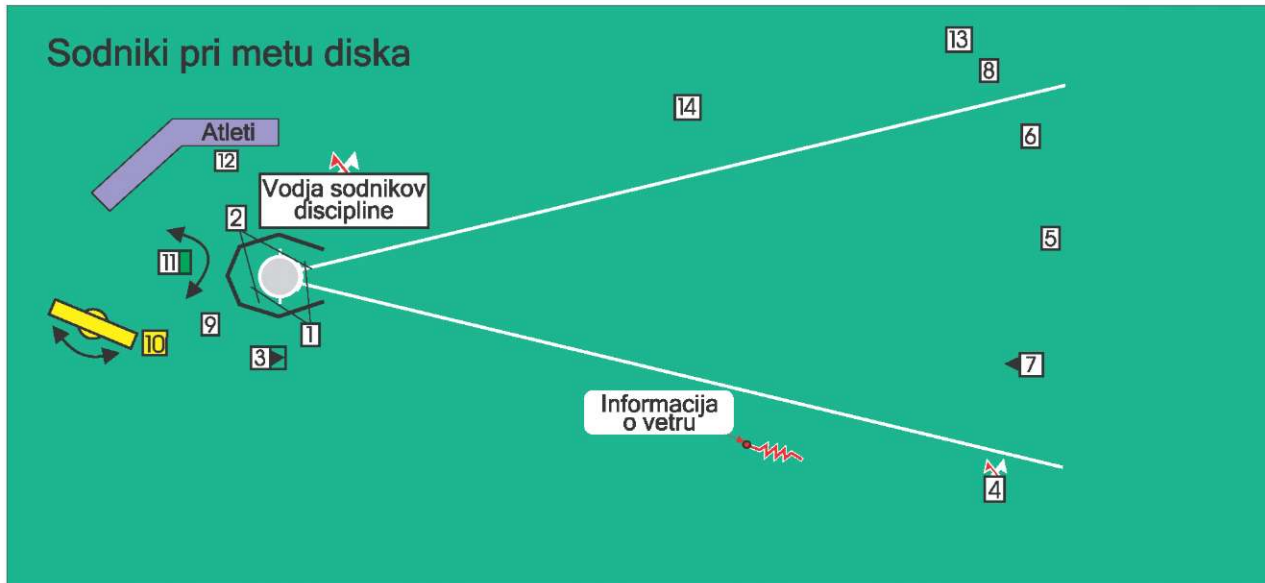 Sodniki pri metu diska
13
8
14
6
Atleti
12
Vodja sodnikov
discipline
2
5
11
9
1
10
3
7
Informacija
o vetru
4